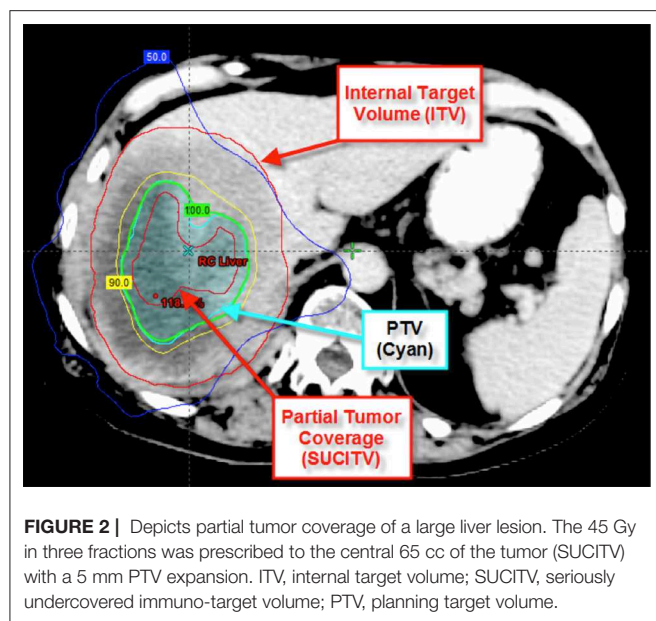 50.0
Internal Target
Volume (ITV)
100.0
RC Liver
90.0
PTV
(Cyan)
Partial Tumor
Coverage
(SUCITV)
FIGURE 2 | Depicts partial tumor coverage of a large liver lesion. The 45 Gy
in three fractions was prescribed to the central 65 cc of the tumor (SUCITV)
with a 5 mm PTV expansion. ITV, internal target volume; SUCITV, seriously
undercovered immuno-target volume; PTV, planning target volume.